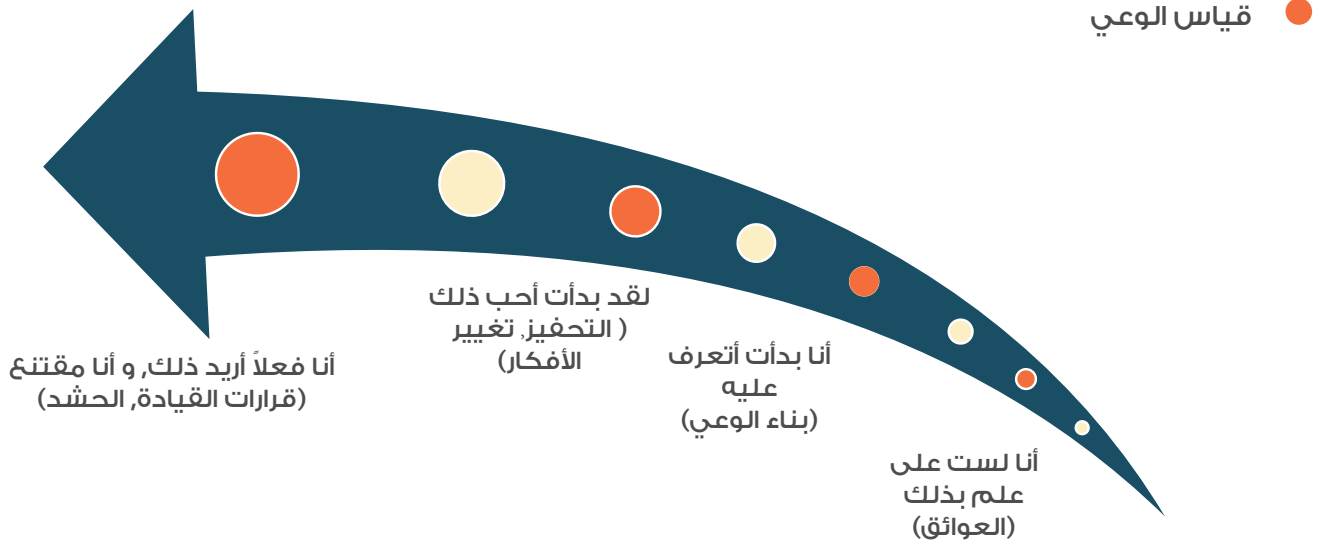 قياس الوعي
أنا لست على
علم بذلك
(العوائق)
أنا بدأت أتعرف
عليه
(بناء الوعي)
لقد بدأت أحب ذلك
( التحفيز, تغيير
الأفكار)
أنا فعلاً أريد ذلك, و أنا مقتنع
(قرارات القيادة, الحشد)